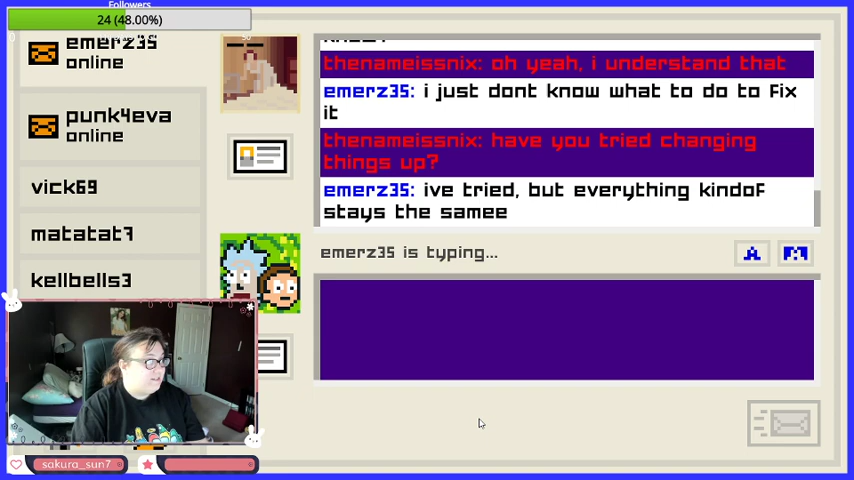 Followers
24 (48.00%)
0
50
emerz35
online
punk4eva
online
vick69
matatat7
kellbells3
thenameissnix: oh yeah, i understand that
emerz35: i just dont know what to do to fix
it
thenameissnix: have you tried changing
things up?
emerz35: ive tried, but everything kindof
stays the samee
emerz35 is typing...
A
sakura_sun7